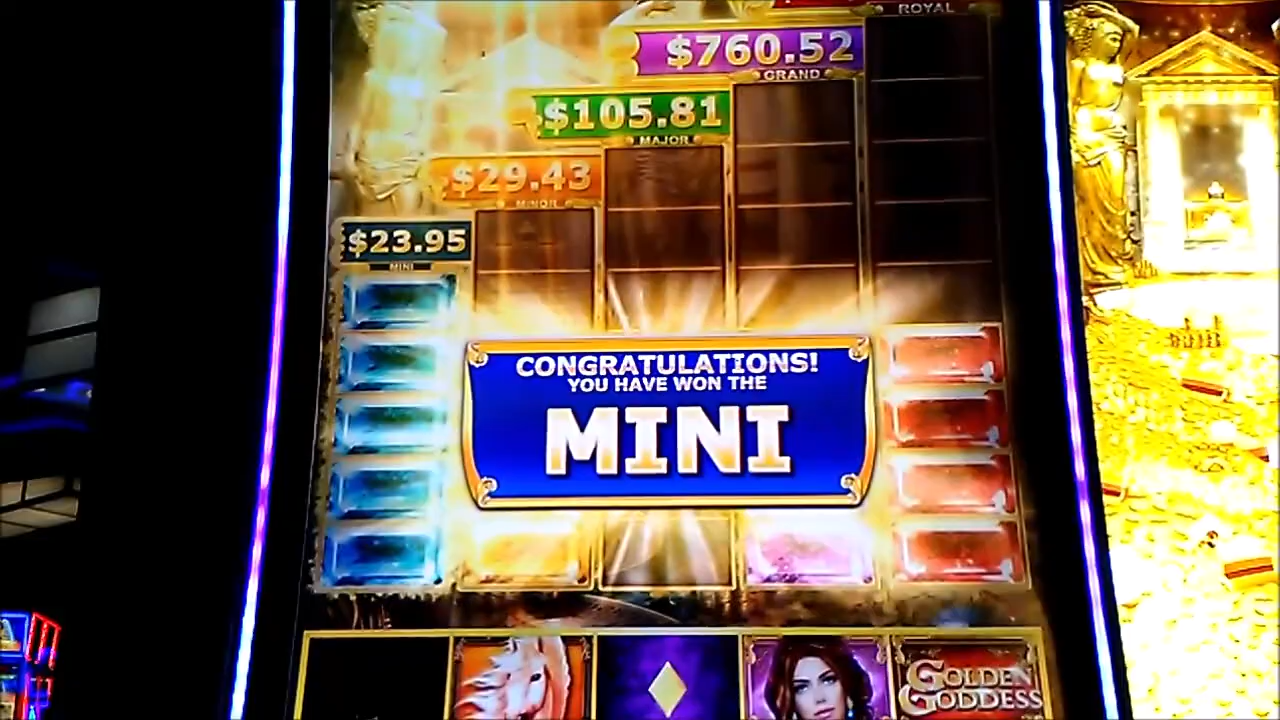 ROYAL
$760.52
GRAND
$105.81
MAJOR
$29.43
MINOR
$23.95
MINI
CONGRATULATIONS!
YOU HAVE WON THE
MINI
GOLDEN
GODDESS